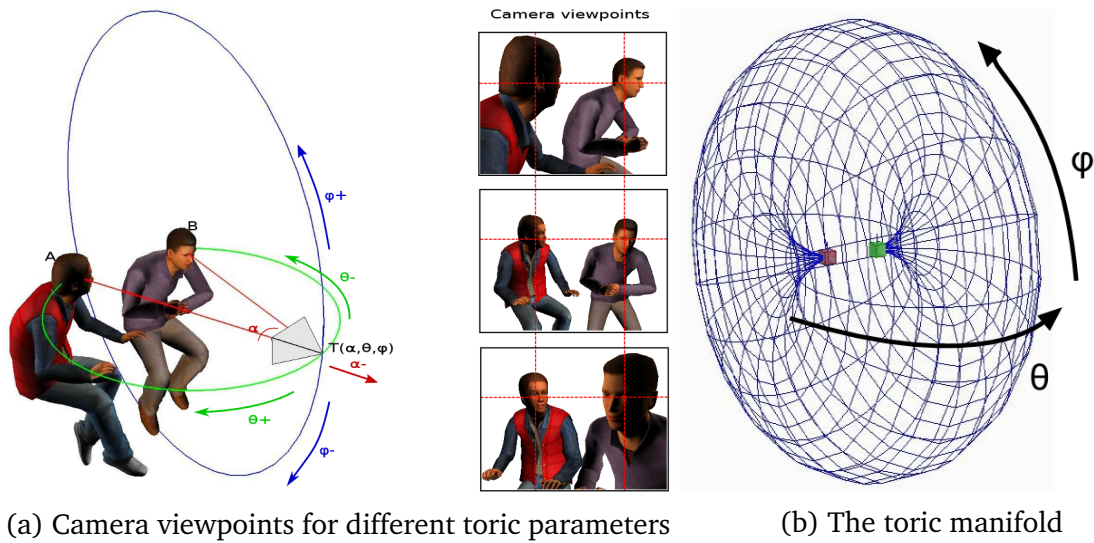 Camera viewpoints
φ+
A
B
θ-
α
T(α,θ,φ)
α-
θ+
φ-
φ
θ
(a) Camera viewpoints for different toric parameters
(b) The toric manifold